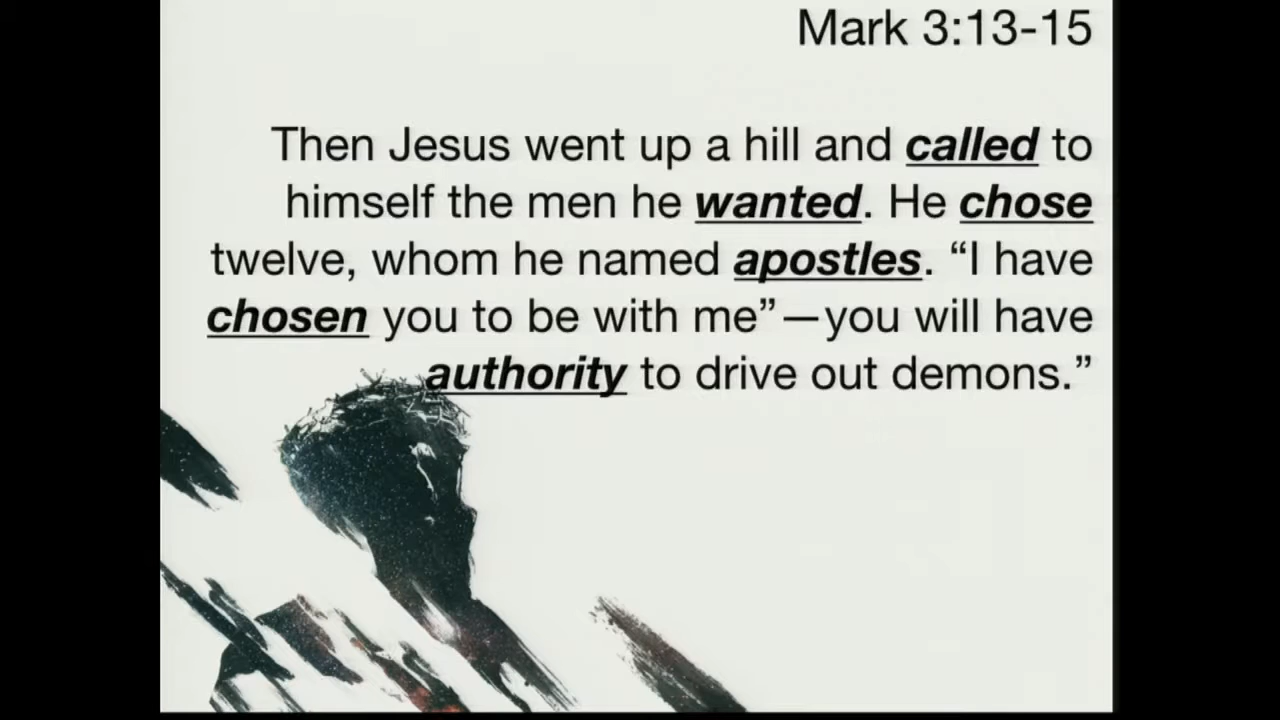 Mark 3:13-15
Then Jesus went up a hill and called to
himself the men he wanted. He chose
twelve, whom he named apostles. “I have
chosen you to be with me”—you will have
authority to drive out demons.”